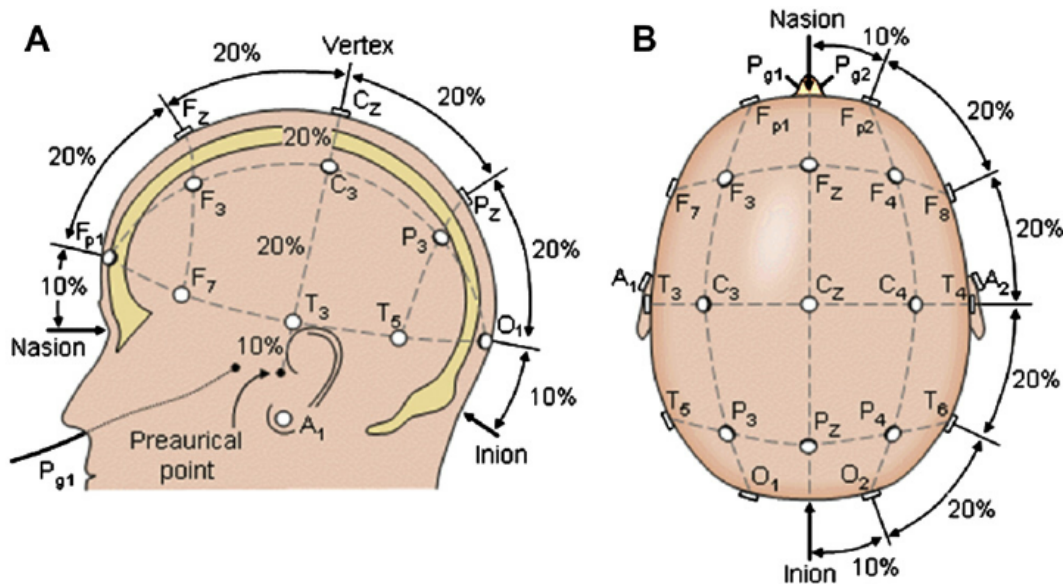 A
Vertex
20%
20%
Cz
Fz
20%
20%
20%
C3
F3
Pz
Fp1
P3
20%
20%
10%
F7
T3
T5
O1
Nasion
10%
10%
A1
Preaurical
point
Inion
Pg1
B
Nasion
10%
Pg1
Pg2
Fp1
Fp2
20%
F7
F3
Fz
F4
F8
20%
A1
T3
C3
Cz
C4
T4
A2
20%
T5
P3
Pz
P4
T6
O1
O2
20%
10%
Inion